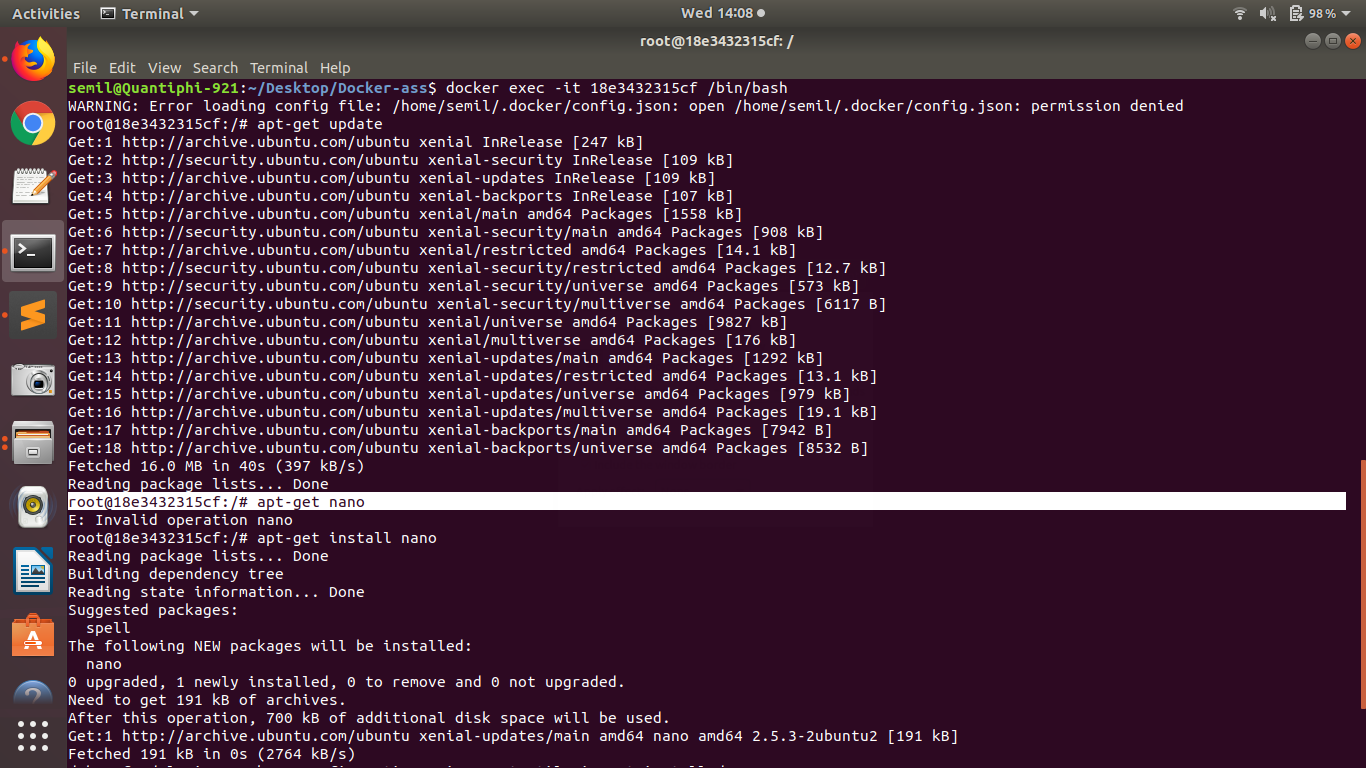 Activities Terminal Wed 14:08 98%
root@18e3432315cf: /
File Edit View Search Terminal Help
semil@Quantiphi-921:~/Desktop/Docker-ass$ docker exec -it 18e3432315cf /bin/bash
WARNING: Error loading config file: /home/semil/.docker/config.json: open /home/semil/.docker/config.json: permission denied
root@18e3432315cf:/# apt-get update
Get:1 http://archive.ubuntu.com/ubuntu xenial InRelease [247 kB]
Get:2 http://security.ubuntu.com/ubuntu xenial-security InRelease [109 kB]
Get:3 http://archive.ubuntu.com/ubuntu xenial-updates InRelease [109 kB]
Get:4 http://archive.ubuntu.com/ubuntu xenial-backports InRelease [107 kB]
Get:5 http://archive.ubuntu.com/ubuntu xenial/main amd64 Packages [1558 kB]
Get:6 http://security.ubuntu.com/ubuntu xenial-security/main amd64 Packages [908 kB]
Get:7 http://archive.ubuntu.com/ubuntu xenial/restricted amd64 Packages [14.1 kB]
Get:8 http://security.ubuntu.com/ubuntu xenial-security/restricted amd64 Packages [12.7 kB]
Get:9 http://security.ubuntu.com/ubuntu xenial-security/universe amd64 Packages [573 kB]
Get:10 http://security.ubuntu.com/ubuntu xenial-security/multiverse amd64 Packages [6117 B]
Get:11 http://archive.ubuntu.com/ubuntu xenial/universe amd64 Packages [9827 kB]
Get:12 http://archive.ubuntu.com/ubuntu xenial/multiverse amd64 Packages [176 kB]
Get:13 http://archive.ubuntu.com/ubuntu xenial-updates/main amd64 Packages [1292 kB]
Get:14 http://archive.ubuntu.com/ubuntu xenial-updates/restricted amd64 Packages [13.1 kB]
Get:15 http://archive.ubuntu.com/ubuntu xenial-updates/universe amd64 Packages [979 kB]
Get:16 http://archive.ubuntu.com/ubuntu xenial-updates/multiverse amd64 Packages [19.1 kB]
Get:17 http://archive.ubuntu.com/ubuntu xenial-backports/main amd64 Packages [7942 B]
Get:18 http://archive.ubuntu.com/ubuntu xenial-backports/universe amd64 Packages [8532 B]
Fetched 16.0 MB in 40s (397 kB/s)
Reading package lists... Done
root@18e3432315cf:/# apt-get nano
E: Invalid operation nano
root@18e3432315cf:/# apt-get install nano
Reading package lists... Done
Building dependency tree
Reading state information... Done
Suggested packages:
spell
The following NEW packages will be installed:
nano
0 upgraded, 1 newly installed, 0 to remove and 0 not upgraded.
Need to get 191 kB of archives.
After this operation, 700 kB of additional disk space will be used.
Get:1 http://archive.ubuntu.com/ubuntu xenial-updates/main amd64 nano amd64 2.5.3-2ubuntu2 [191 kB]
Fetched 191 kB in 0s (2764 kB/s)